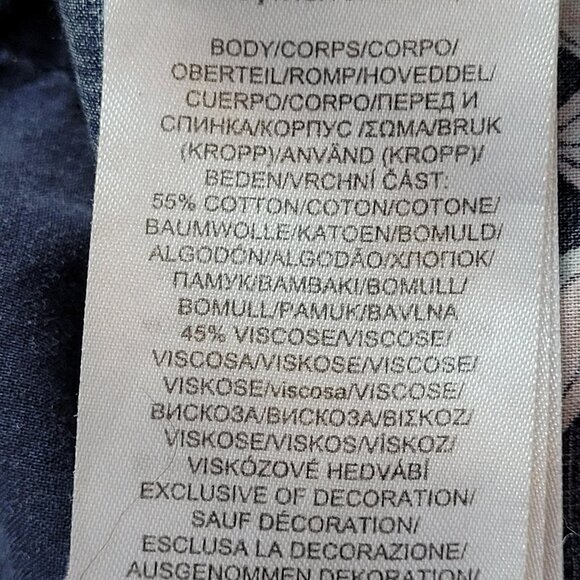 BODY/CORPS/CORPO/
OBERTEIL/ROMP/HOVEDDEL/
CUERPO/CORPO/ПЕРЕД И
СПИНКА/КОРПУС /ΣΩΜΑ/BRUK
(KROPP)/ANVÄND (KROPP)/
BEDEN/VRCHNÍ ČÁST:
55% COTTON/COTON/COTONE/
BAUMWOLLE/KATOEN/BOMULD/
ALGODÓN/ALGODÃO/ХЛОПОК/
ПАМУК/BAMBAKI/BOMULL/
BOMULL/PAMUK/BAVLNA
45% VISCOSE/VISCOSE/
VISCOSA/VISKOSE/VISCOSE/
VISKOSE/viscosa/VISCOSE/
ВИСКОЗА/ВИСКОЗА/ΒΙΣΚΟΖ/
VISKOSE/VISKOS/VİSKOZ/
VISKÓZOVÉ HEDVÁBÍ
EXCLUSIVE OF DECORATION/
SAUF DÉCORATION/
ESCLUSA LA DECORAZIONE/
AUSGENOMMEN DEKORATION/